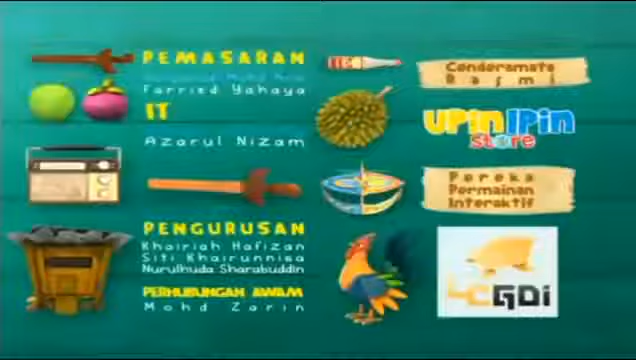 PEMASARAN
Farried Yahaya
IT
Azarul Nizam
PENGURUSAN
Khairiah Hafizan
Siti Khairunnisa
Nurulhuda Sharabuddin
PERHUBUNGAN AWAM
Mohd Zarin
Cenderamata
Rasmi
UPIN IPIN
store
Pereka
Permainan
Interaktif
LCGDi